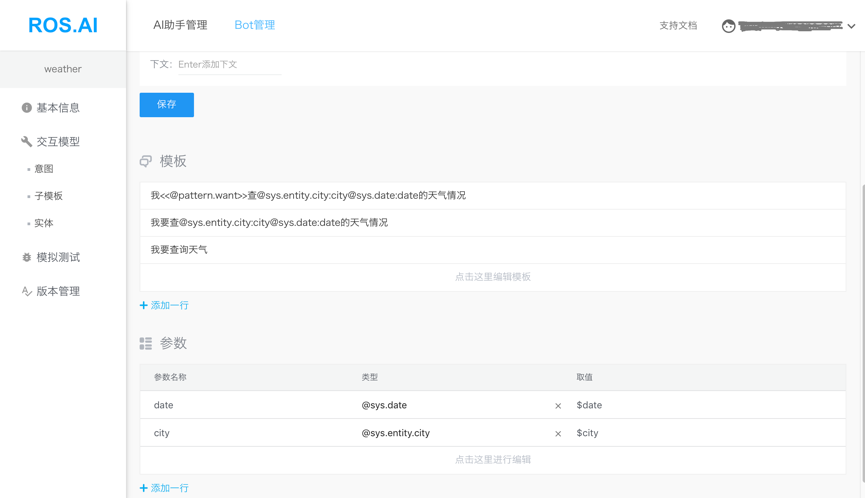 ROS.AI
AI助手管理 Bot管理 支持文档
weather
基本信息
交互模型
意图
子模板
实体
模拟测试
版本管理
下文: Enter添加下文
保存
模板
我<<@pattern.want>>查@sys.entity.city:city@sys.date:date的天气情况
我要查@sys.entity.city:city@sys.date:date的天气情况
我要查询天气
点击这里编辑模板
+ 添加一行
参数
参数名称 类型 取值
date @sys.date × $date
city @sys.entity.city × $city
点击这里进行编辑
+ 添加一行